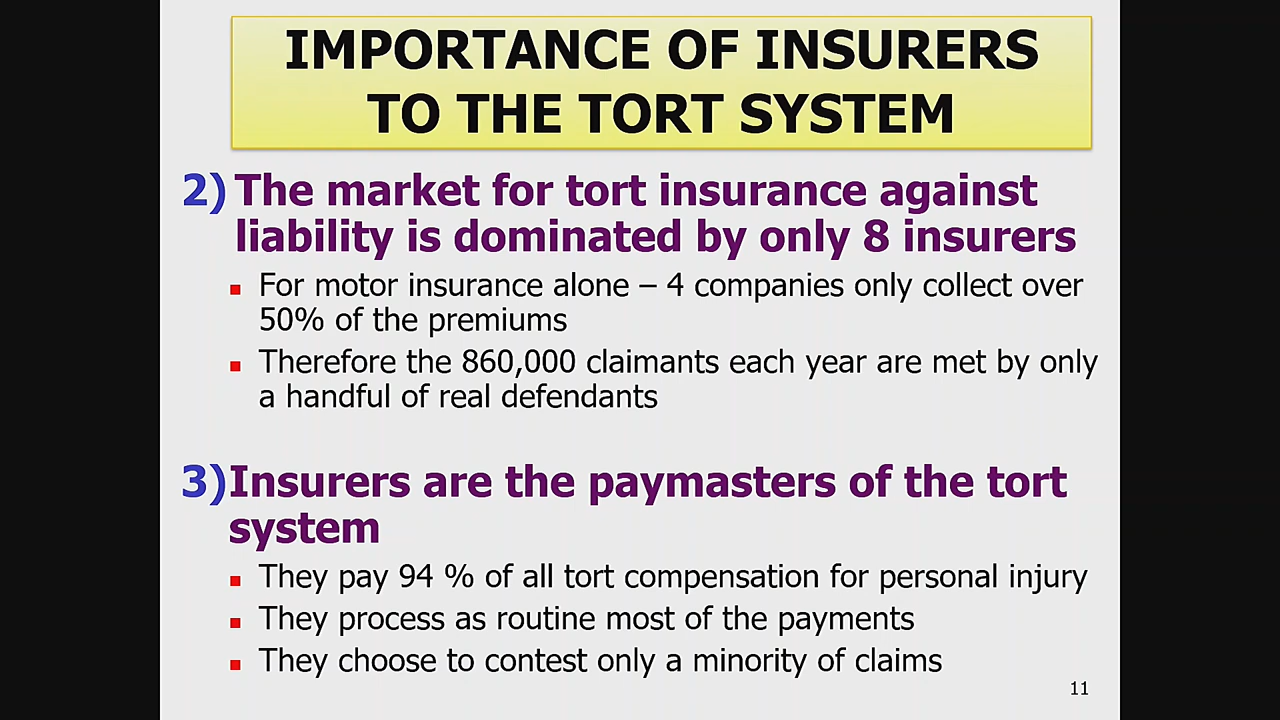 IMPORTANCE OF INSURERS
TO THE TORT SYSTEM
2) The market for tort insurance against
liability is dominated by only 8 insurers
For motor insurance alone – 4 companies only collect over
50% of the premiums
Therefore the 860,000 claimants each year are met by only
a handful of real defendants
3) Insurers are the paymasters of the tort
system
They pay 94 % of all tort compensation for personal injury
They process as routine most of the payments
They choose to contest only a minority of claims
11